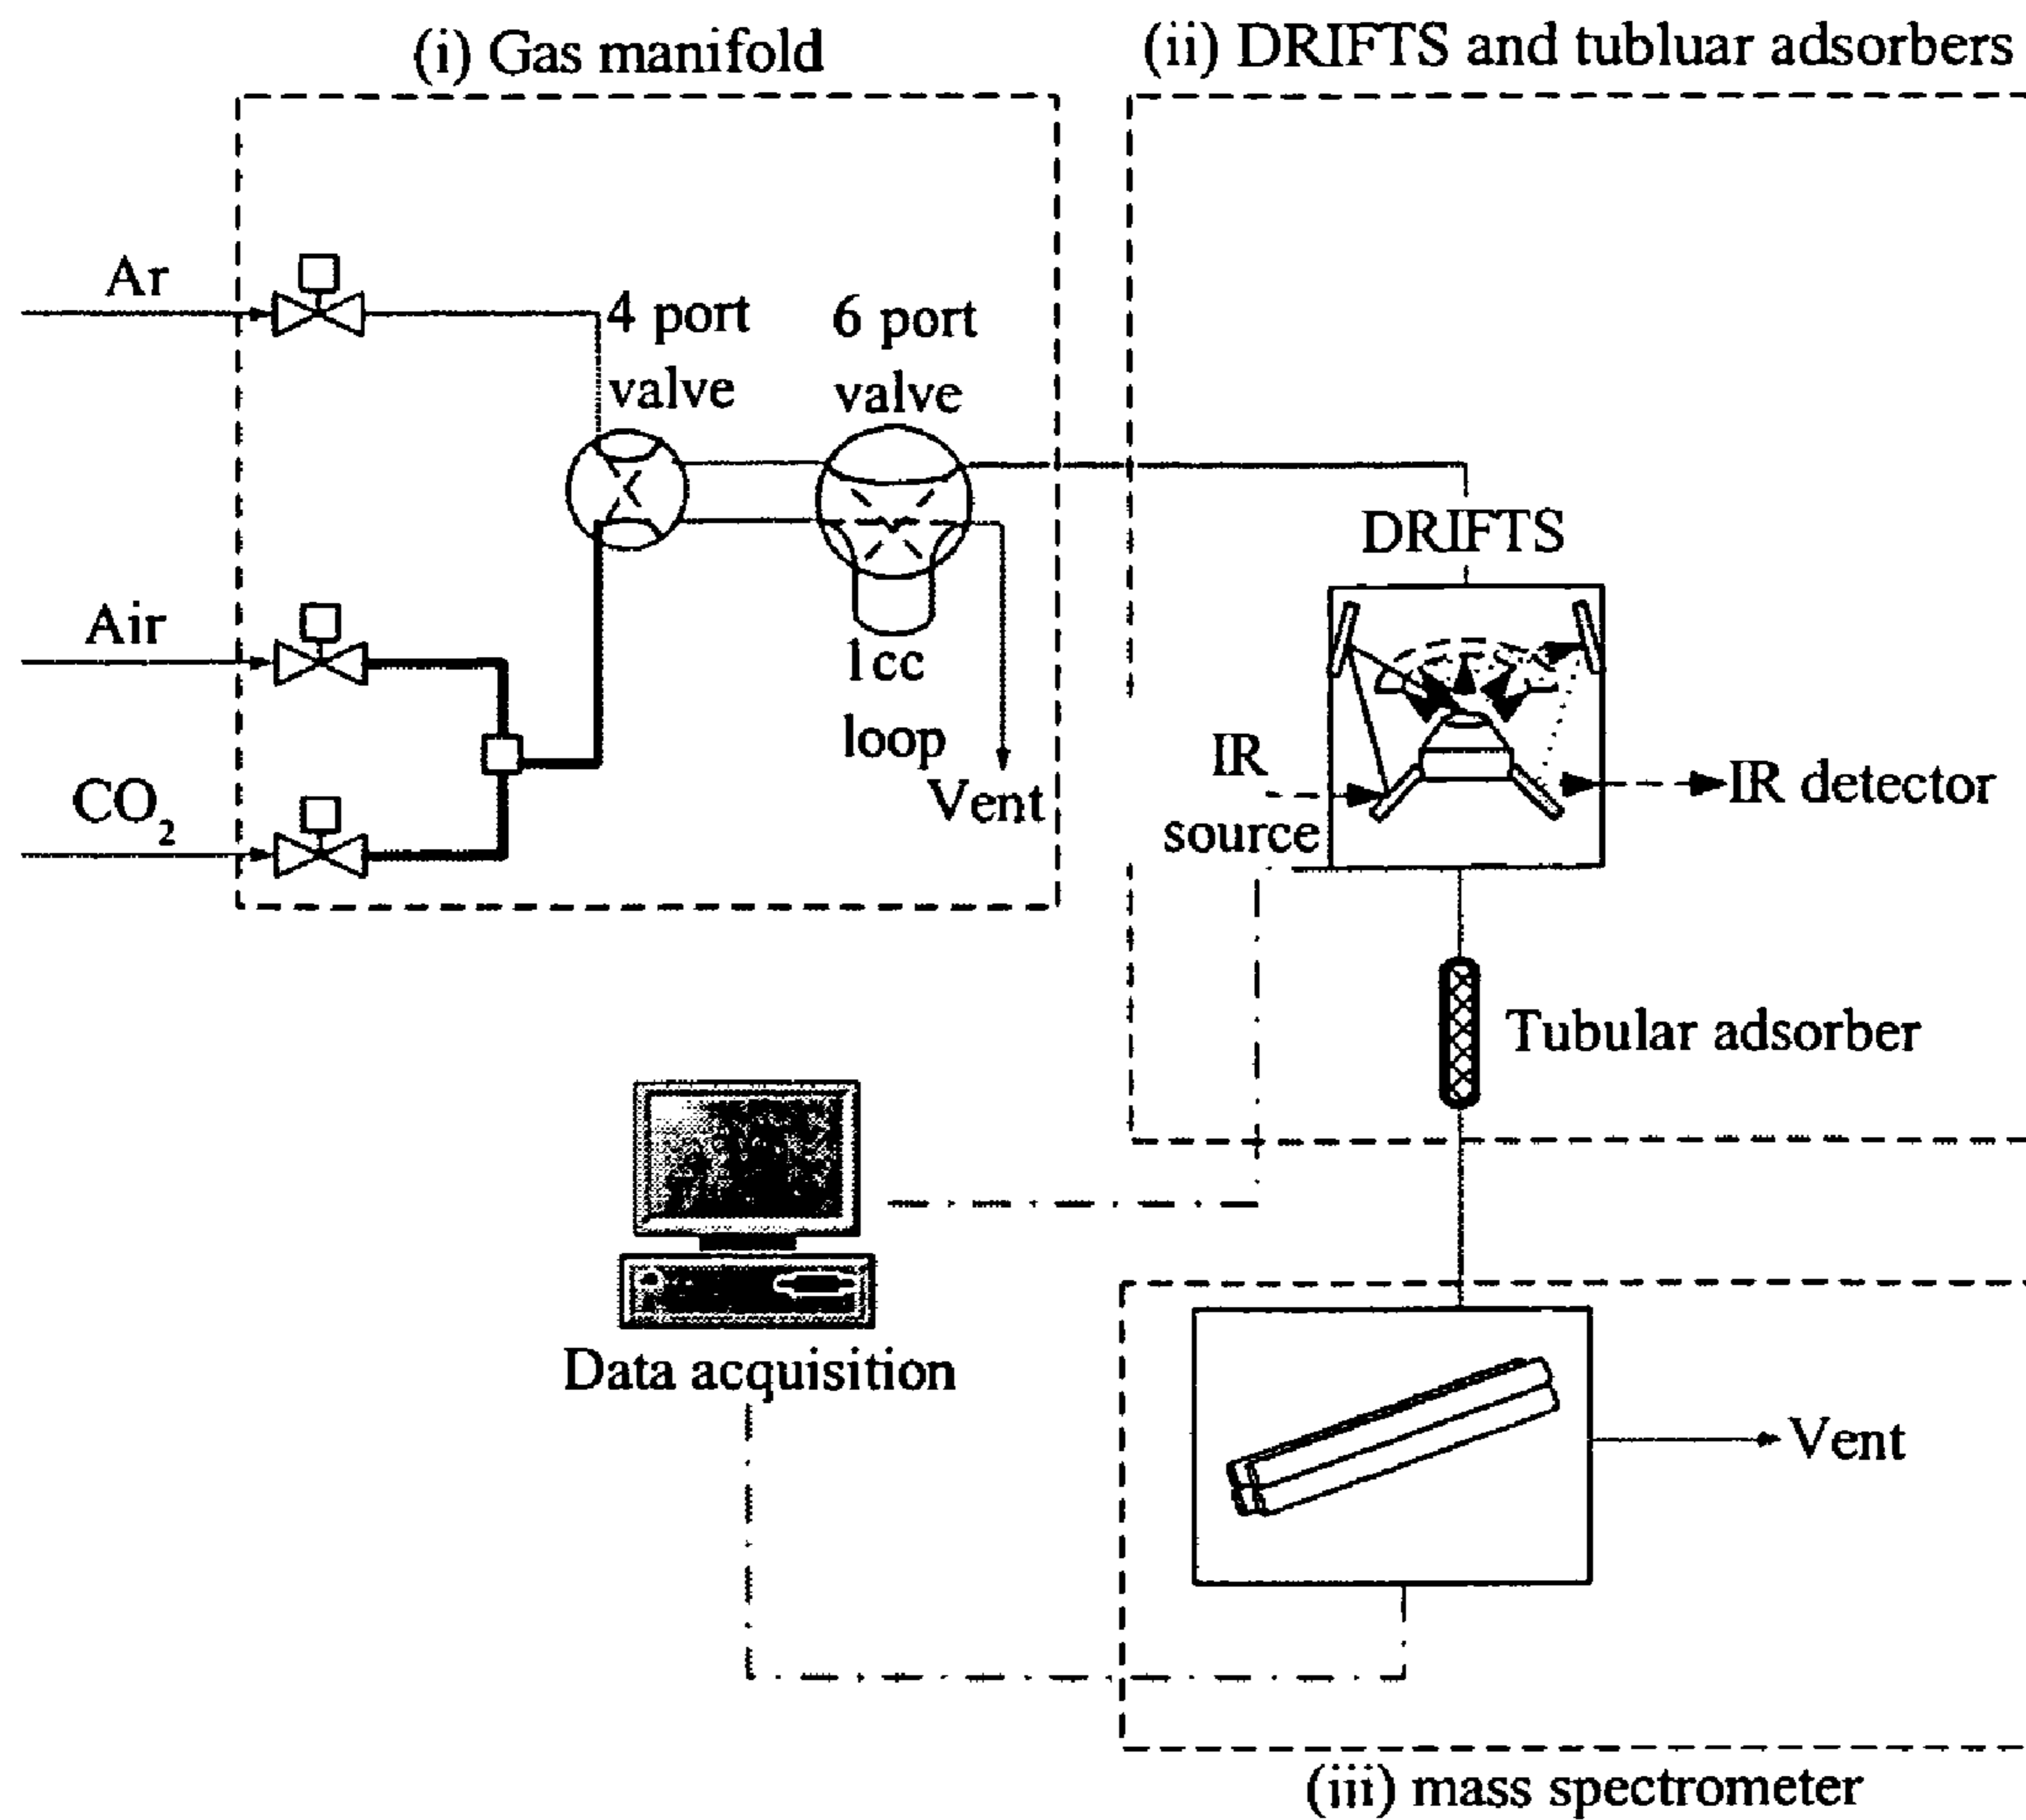 (i) Gas manifold
(ii) DRIFTS and tubluar adsorbers
Ar
4 port
valve
6 port
valve
DRIFTS
Air
1cc
loop
Vent
CO₂
IR
source
IR detector
Tubular adsorber
Data acquisition
Vent
(iii) mass spectrometer